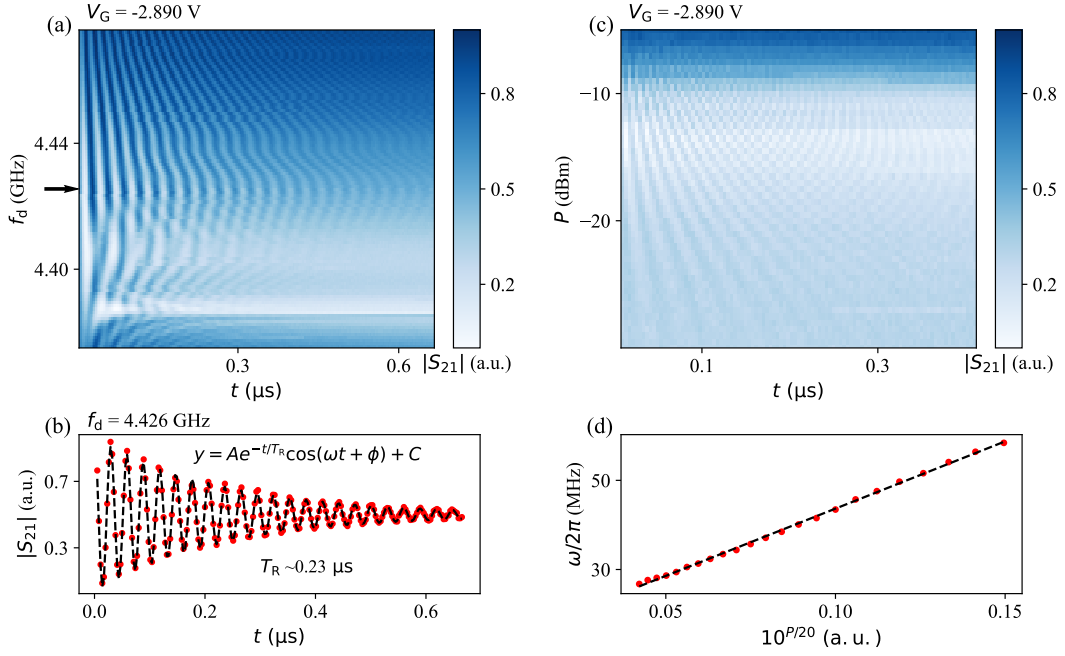 (a) V_G = -2.890 V
f_d (GHz)
4.44
4.40
0.3
0.6
t (μs)
0.8
0.5
0.2
|S_21| (a.u.)
(c) V_G = -2.890 V
P (dBm)
−10
−20
0.1
0.3
t (μs)
0.8
0.5
0.2
|S_21| (a.u.)
(b) f_d = 4.426 GHz
y = Ae^{−t/T_R}cos(ωt + ϕ) + C
T_R ~0.23 μs
|S_21| (a.u.)
0.7
0.3
0.0
0.2
0.4
0.6
t (μs)
(d)
ω/2π (MHz)
50
30
0.05
0.10
0.15
10^{P/20} (a. u.)